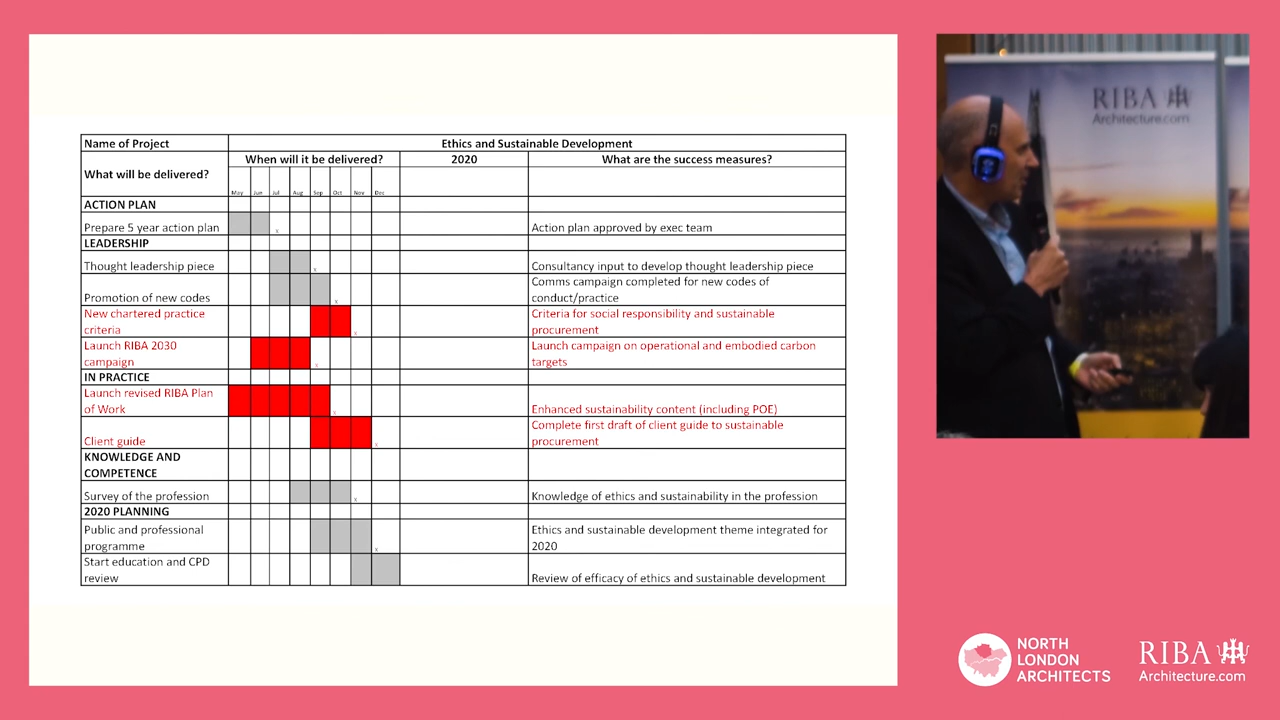 Name of Project
Ethics and Sustainable Development
What will be delivered?
When will it be delivered?
2020
What are the success measures?
May Jun Jul Aug Sep Oct Nov Dec
ACTION PLAN
Prepare 5 year action plan
x
Action plan approved by exec team
LEADERSHIP
Thought leadership piece
x
Consultancy input to develop thought leadership piece
Promotion of new codes
x
Comms campaign completed for new codes of
conduct/practice
New chartered practice
criteria
x
Criteria for social responsibility and sustainable
procurement
Launch RIBA 2030
campaign
x
Launch campaign on operational and embodied carbon
targets
IN PRACTICE
Launch revised RIBA Plan
of Work
x
Enhanced sustainability content (including POE)
Client guide
x
Complete first draft of client guide to sustainable
procurement
KNOWLEDGE AND
COMPETENCE
Survey of the profession
x
Knowledge of ethics and sustainability in the profession
2020 PLANNING
Public and professional
programme
x
Ethics and sustainable development theme integrated for
2020
Start education and CPD
review
Review of efficacy of ethics and sustainable development
RIBA
Architecture.com
NORTH
LONDON
ARCHITECTS
RIBA
Architecture.com